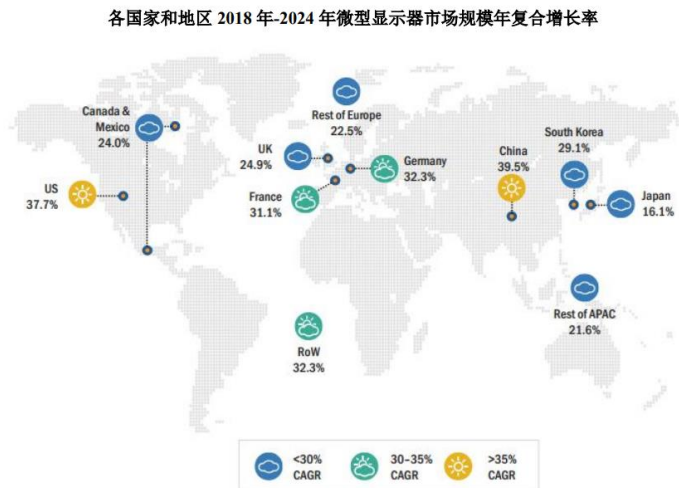 各国家和地区 2018 年-2024 年微型显示器市场规模年复合增长率
Canada &
Mexico
24.0%
Rest of Europe
22.5%
UK
24.9%
Germany
32.3%
France
31.1%
US
37.7%
China
39.5%
South Korea
29.1%
Japan
16.1%
Rest of APAC
21.6%
RoW
32.3%
<30%
CAGR
30–35%
CAGR
>35%
CAGR